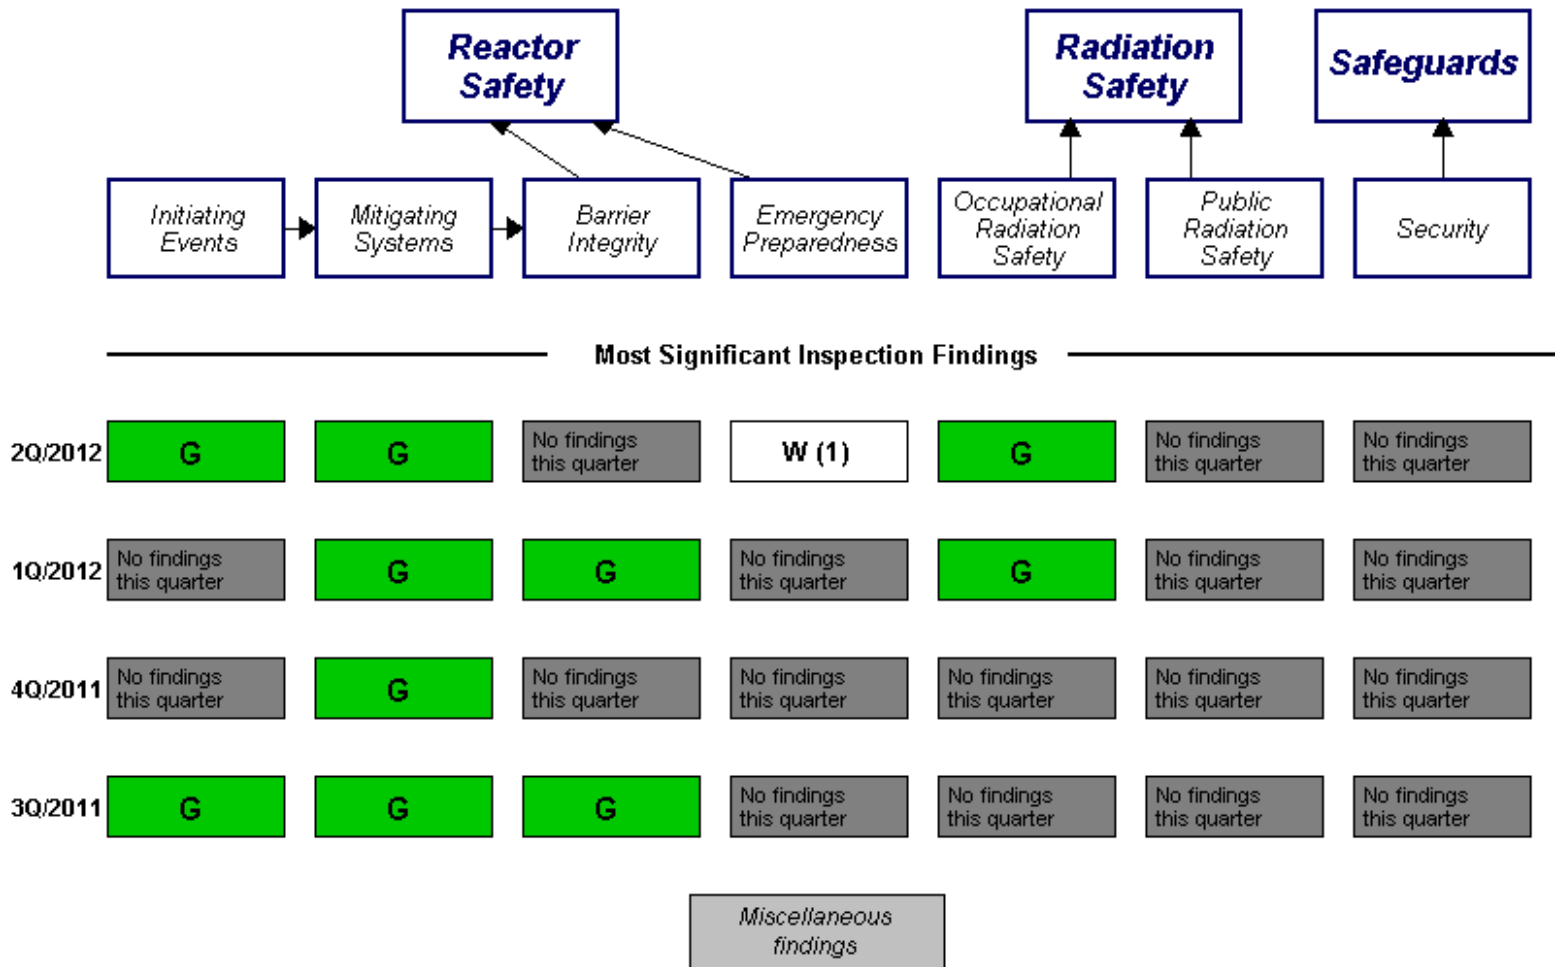 Reactor
Safety
Radiation
Safety
Safeguards
Initiating
Events
Mitigating
Systems
Barrier
Integrity
Emergency
Preparedness
Occupational
Radiation
Safety
Public
Radiation
Safety
Security
Most Significant Inspection Findings
2Q/2012
G
G
No findings
this quarter
W (1)
G
No findings
this quarter
No findings
this quarter
1Q/2012
No findings
this quarter
G
G
No findings
this quarter
G
No findings
this quarter
No findings
this quarter
4Q/2011
No findings
this quarter
G
No findings
this quarter
No findings
this quarter
No findings
this quarter
No findings
this quarter
No findings
this quarter
3Q/2011
G
G
G
No findings
this quarter
No findings
this quarter
No findings
this quarter
No findings
this quarter
Miscellaneous
findings